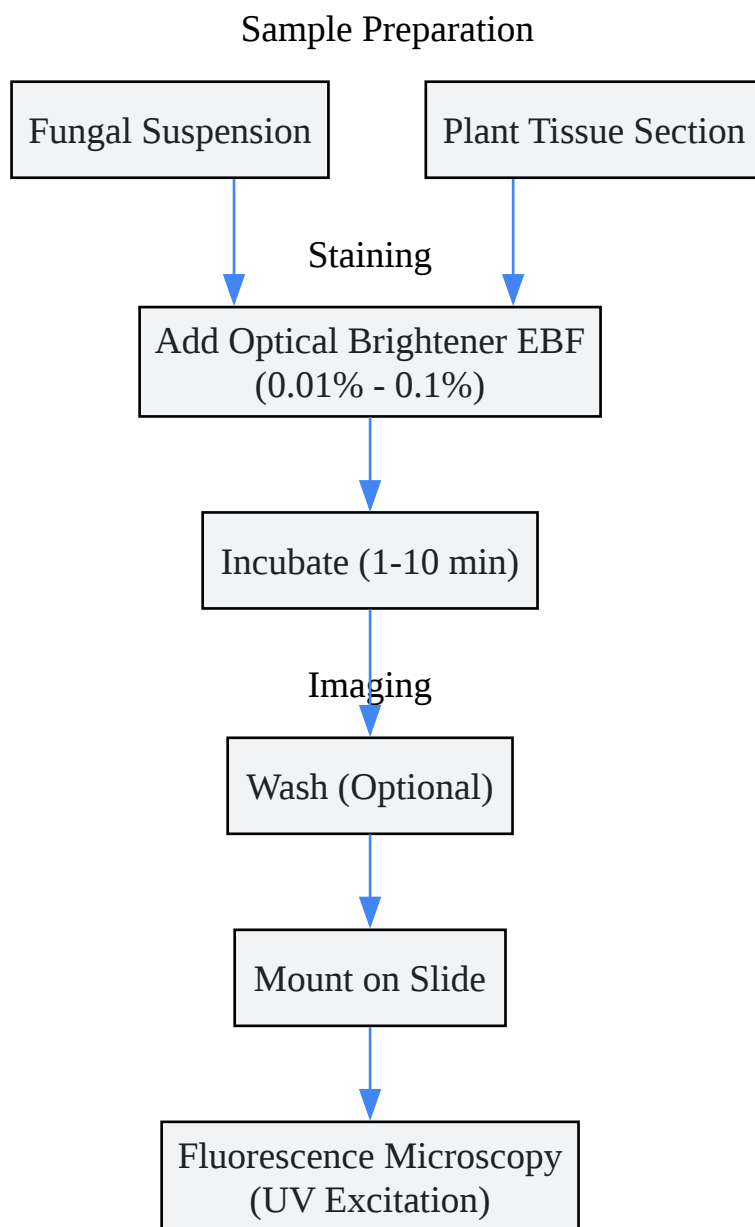 Sample Preparation
Fungal Suspension
Plant Tissue Section
Staining
Add Optical Brightener EBF
(0.01% - 0.1%)
Incubate (1-10 min)
Imaging
Wash (Optional)
Mount on Slide
Fluorescence Microscopy
(UV Excitation)